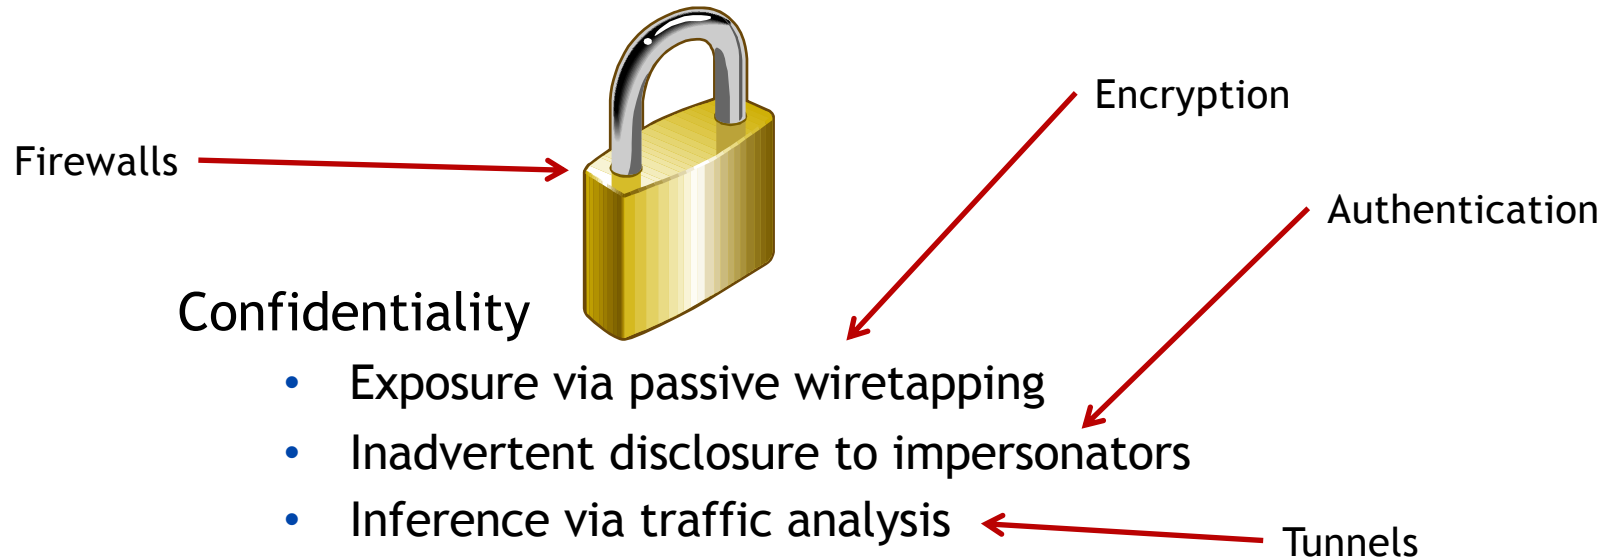 Encryption
Firewalls
Authentication
Confidentiality
• Exposure via passive wiretapping
• Inadvertent disclosure to impersonators
• Inference via traffic analysis
Tunnels